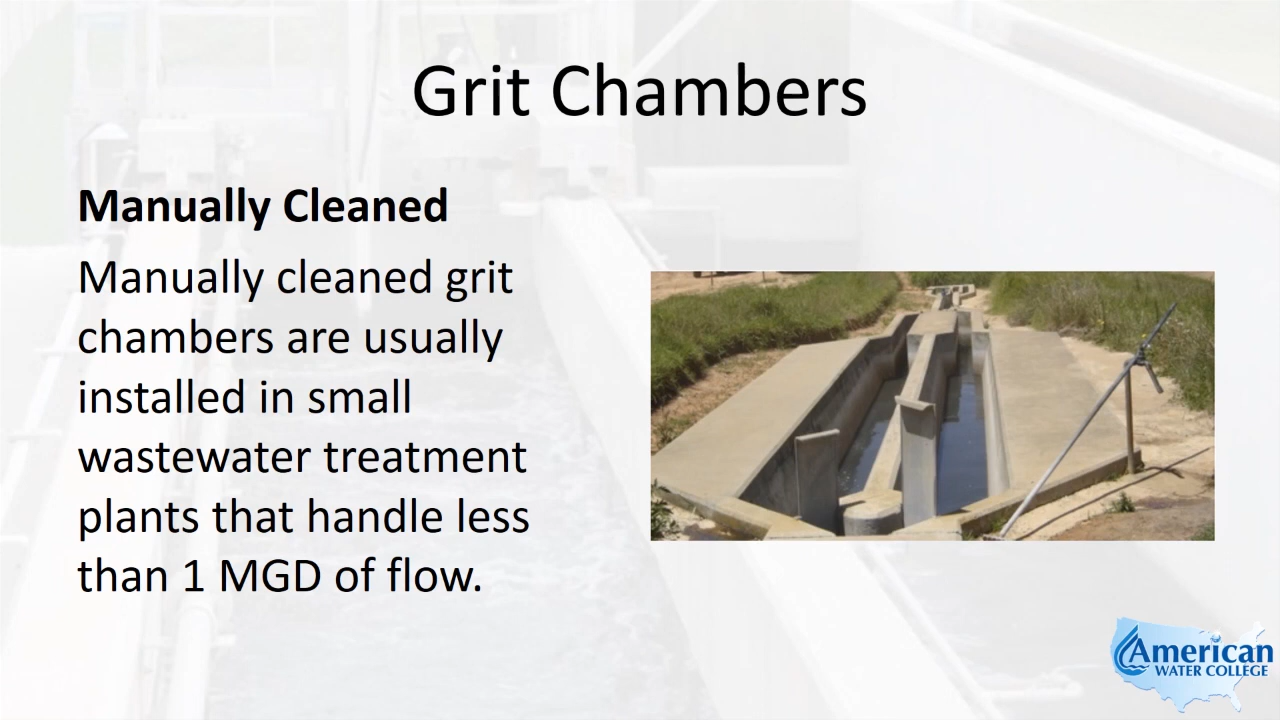 Grit Chambers
Manually Cleaned
Manually cleaned grit
chambers are usually
installed in small
wastewater treatment
plants that handle less
than 1 MGD of flow.
American
WATER COLLEGE